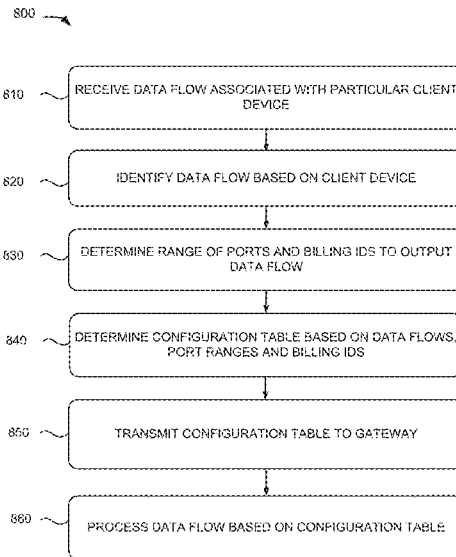 800
810
RECEIVE DATA FLOW ASSOCIATED WITH PARTICULAR CLIENT
DEVICE
820
IDENTIFY DATA FLOW BASED ON CLIENT DEVICE
830
DETERMINE RANGE OF PORTS AND BILLING IDS TO OUTPUT
DATA FLOW
840
DETERMINE CONFIGURATION TABLE BASED ON DATA FLOWS,
PORT RANGES AND BILLING IDS
850
TRANSMIT CONFIGURATION TABLE TO GATEWAY
860
PROCESS DATA FLOW BASED ON CONFIGURATION TABLE